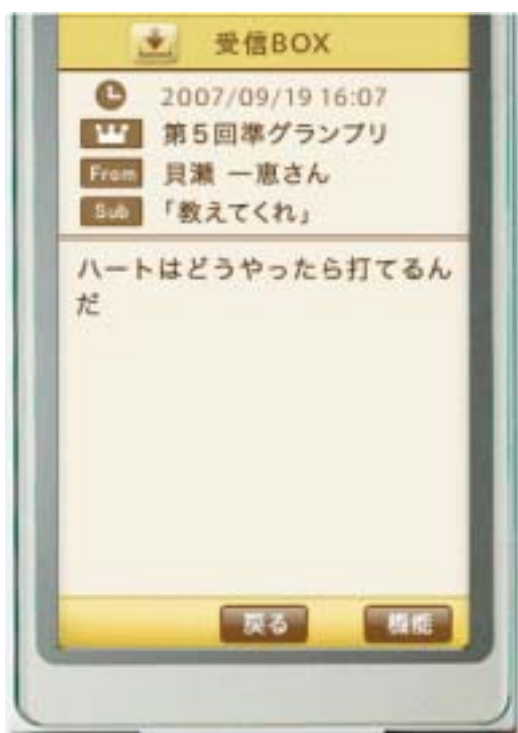 受信BOX
2007/09/19 16:07
第5回準グランプリ
From 貝瀬 一恵さん
Sub 「教えてくれ」
ハートはどうやったら打てるん
だ
戻る 機能